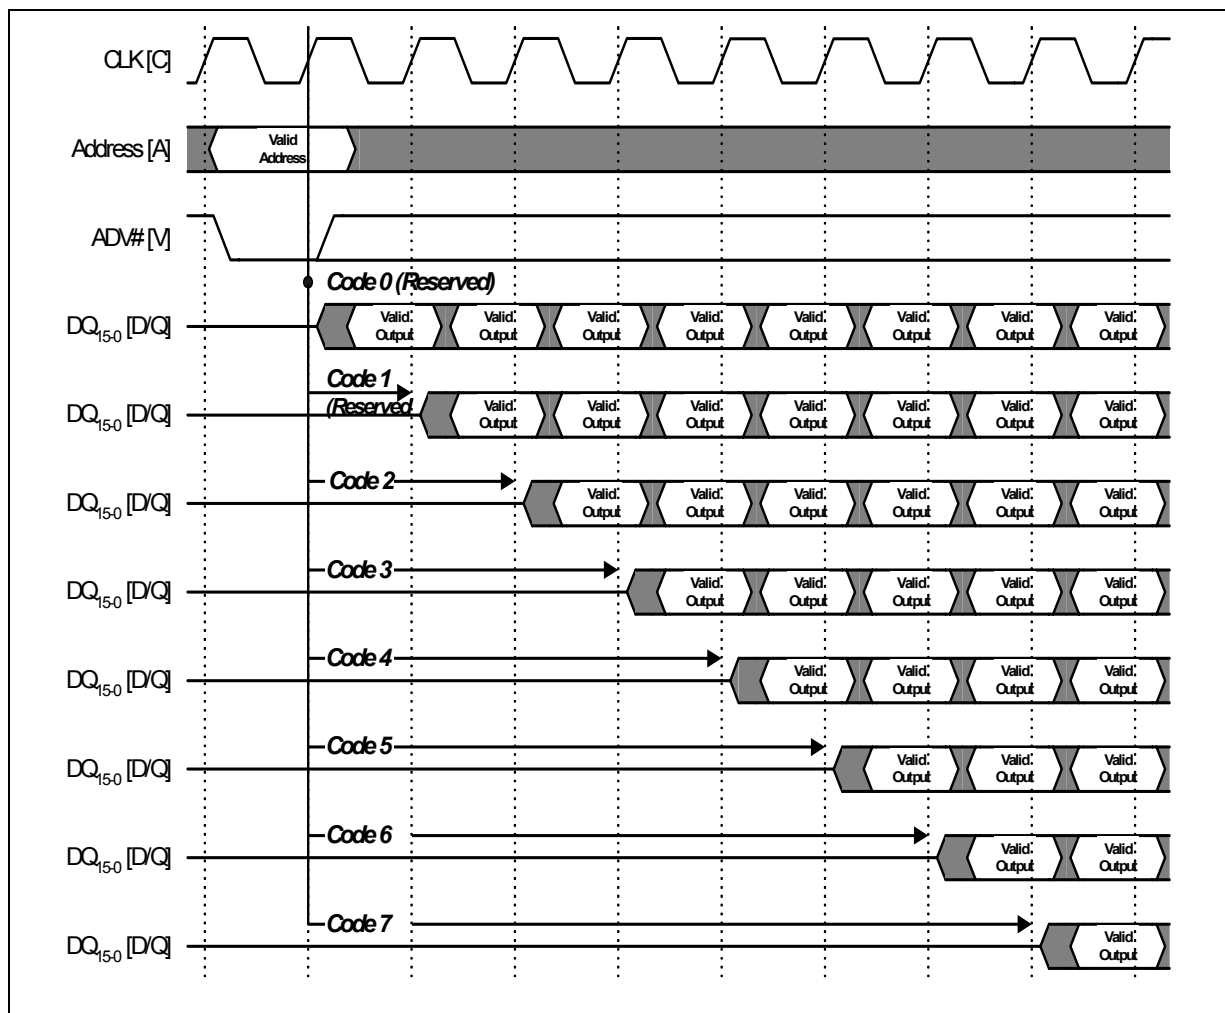 CLK [C]
Address [A]
Valid
Address
ADV# [V]
Code 0 (Reserved)
DQ15-0 [D/Q]
Valid Valid Valid Valid Valid Valid Valid Valid
Output Output Output Output Output Output Output Output
Code 1
(Reserved
DQ15-0 [D/Q]
Valid Valid Valid Valid Valid Valid Valid
Output Output Output Output Output Output Output
Code 2
DQ15-0 [D/Q]
Valid Valid Valid Valid Valid Valid
Output Output Output Output Output Output
Code 3
DQ15-0 [D/Q]
Valid Valid Valid Valid Valid
Output Output Output Output Output
Code 4
DQ15-0 [D/Q]
Valid Valid Valid Valid
Output Output Output Output
Code 5
DQ15-0 [D/Q]
Valid Valid Valid
Output Output Output
Code 6
DQ15-0 [D/Q]
Valid Valid
Output Output
Code 7
DQ15-0 [D/Q]
Valid
Output